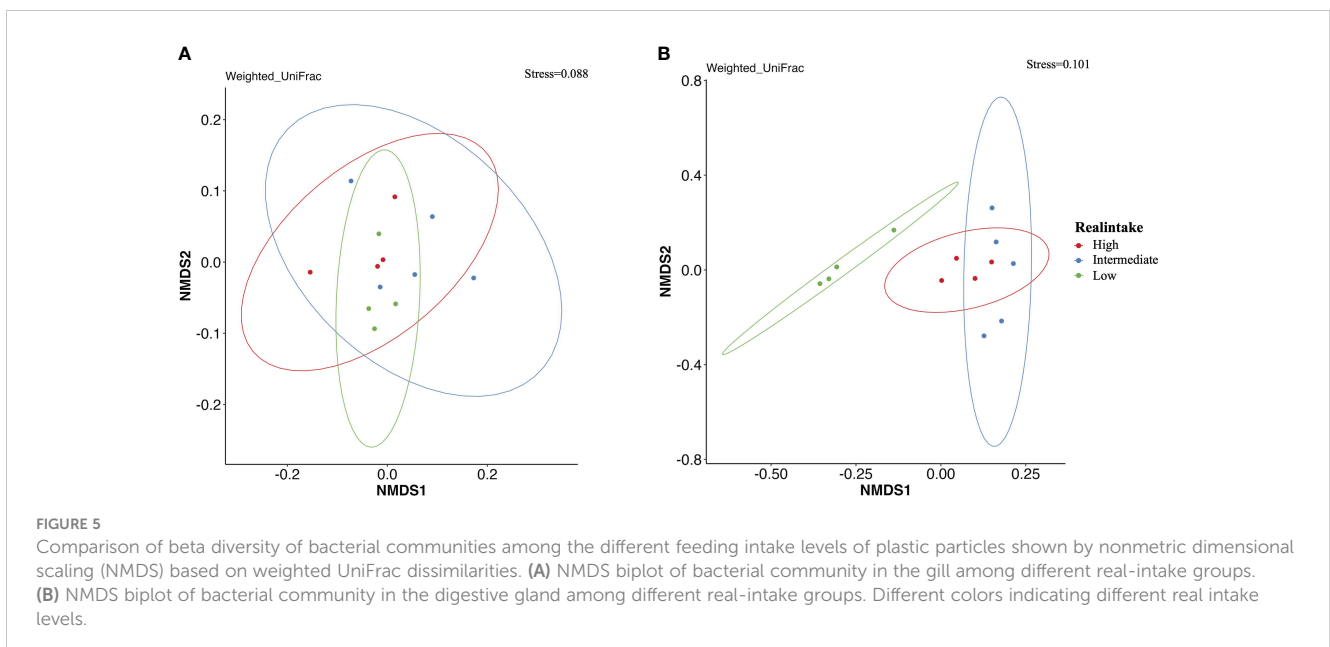 A
Weighted_UniFrac
Stress=0.088
0.2
0.1
0.0
-0.1
-0.2
NMDS2
-0.2
0.0
0.2
NMDS1
B
Weighted_UniFrac
Stress=0.101
0.8
0.4
0.0
-0.4
-0.8
NMDS2
-0.50
-0.25
0.00
0.25
NMDS1
Realintake
High
Intermediate
Low
FIGURE 5
Comparison of beta diversity of bacterial communities among the different feeding intake levels of plastic particles shown by nonmetric dimensional
scaling (NMDS) based on weighted UniFrac dissimilarities. (A) NMDS biplot of bacterial community in the gill among different real-intake groups.
(B) NMDS biplot of bacterial community in the digestive gland among different real-intake groups. Different colors indicating different real intake
levels.